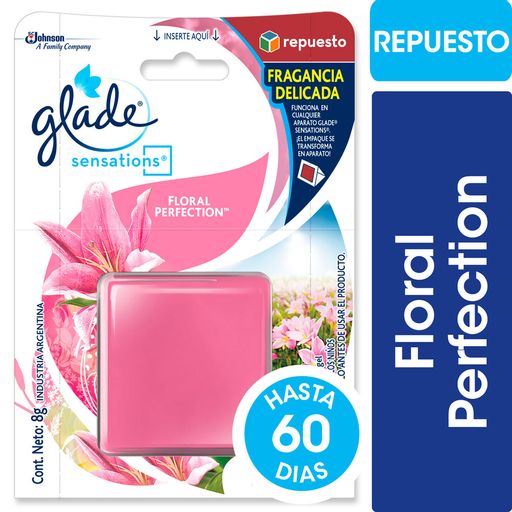 SC Johnson
A Family Company
↓ INSERTE AQUÍ ↓
repuesto
FRAGANCIA
DELICADA
FUNCIONA EN
CUALQUIER
APARATO GLADE®
SENSATIONS®.
¡EL EMPAQUE SE
TRANSFORMA
EN APARATO!
glade®
sensations®
FLORAL
PERFECTION™
Cont. Neto: 8g
INDUSTRIA ARGENTINA
HASTA
60
DIAS
REPUESTO
Floral
Perfection